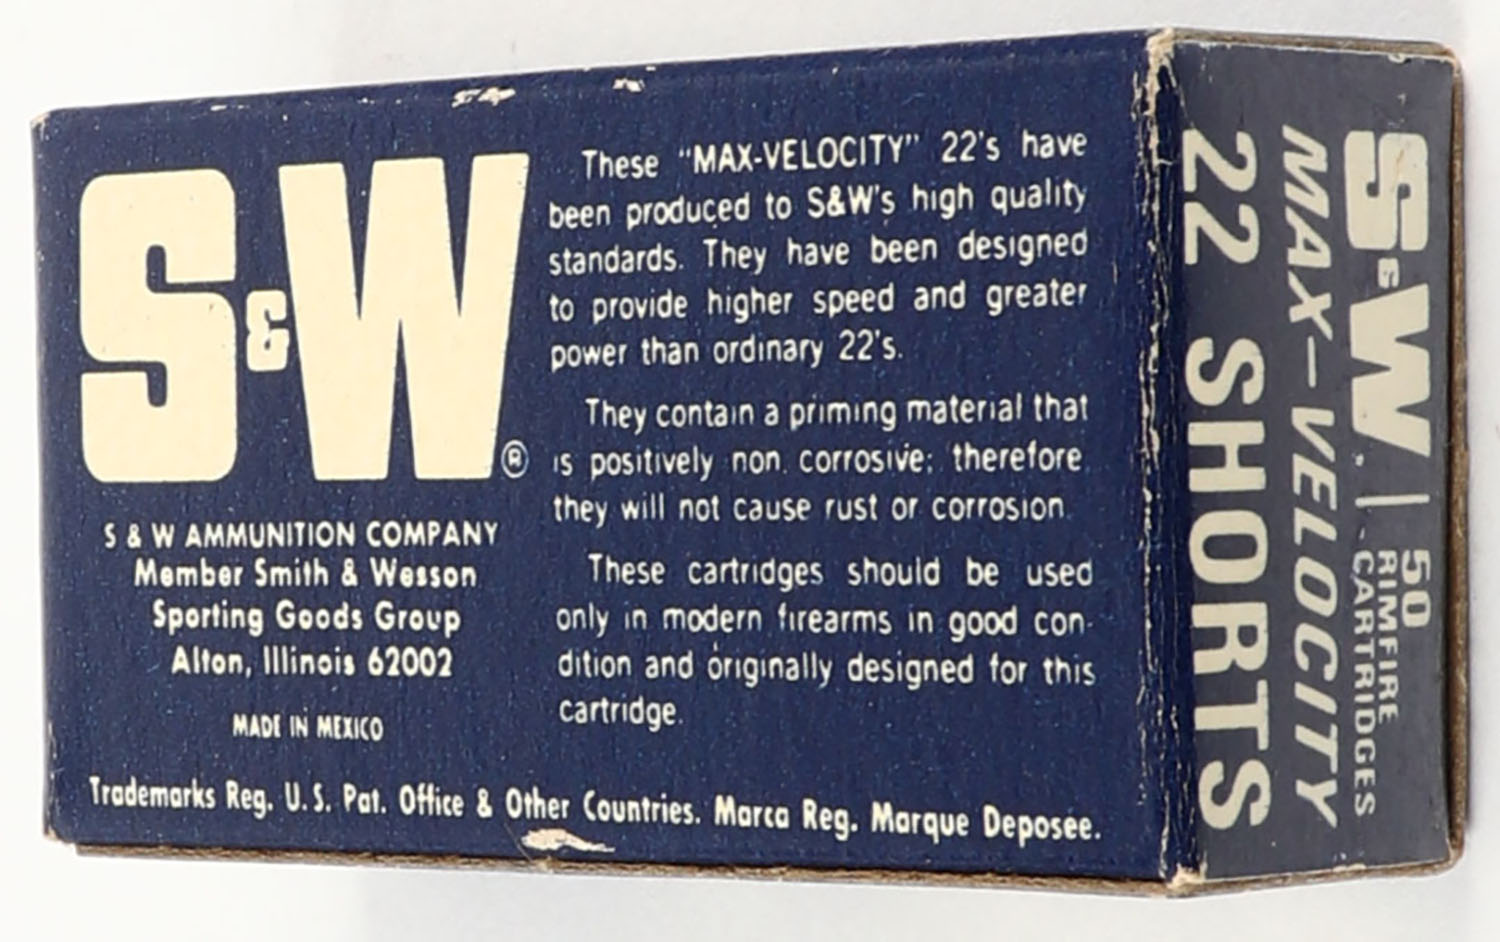 S&W®
S & W AMMUNITION COMPANY
Member Smith & Wesson
Sporting Goods Group
Alton, Illinois 62002
MADE IN MEXICO
These "MAX-VELOCITY" 22's have
been produced to S&W's high quality
standards. They have been designed
to provide higher speed and greater
power than ordinary 22's.
They contain a priming material that
is positively non corrosive; therefore
they will not cause rust or corrosion.
These cartridges should be used
only in modern firearms in good con-
dition and originally designed for this
cartridge.
Trademarks Reg. U.S. Pat. Office & Other Countries. Marca Reg. Marque Deposee.
S&W
50
RIMFIRE
CARTRIDGES
MAX-VELOCITY
22 SHORTS